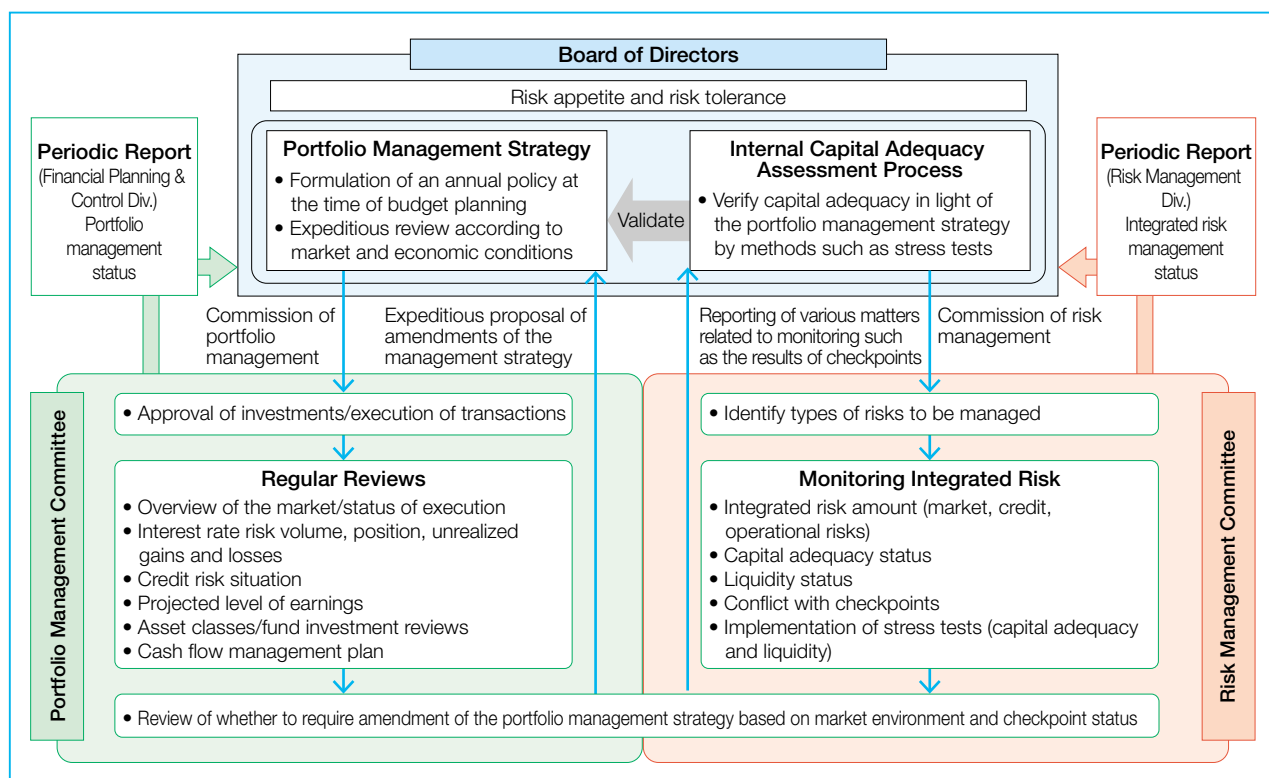 Board of Directors
Risk appetite and risk tolerance
Periodic Report
(Financial Planning &
Control Div.)
Portfolio
management
status
Portfolio Management Strategy
• Formulation of an annual policy at
the time of budget planning
• Expeditious review according to
market and economic conditions
Validate
Internal Capital Adequacy
Assessment Process
• Verify capital adequacy in light of
the portfolio management strategy
by methods such as stress tests
Periodic Report
(Risk Management
Div.)
Integrated risk
management
status
Commission of
portfolio
management
Expeditious proposal of
amendments of the
management strategy
Reporting of various matters
related to monitoring such
as the results of checkpoints
Commission of risk
management
Portfolio Management Committee
• Approval of investments/execution of transactions
Regular Reviews
• Overview of the market/status of execution
• Interest rate risk volume, position, unrealized
gains and losses
• Credit risk situation
• Projected level of earnings
• Asset classes/fund investment reviews
• Cash flow management plan
• Identify types of risks to be managed
Monitoring Integrated Risk
• Integrated risk amount (market, credit,
operational risks)
• Capital adequacy status
• Liquidity status
• Conflict with checkpoints
• Implementation of stress tests (capital adequacy
and liquidity)
Risk Management Committee
• Review of whether to require amendment of the portfolio management strategy based on market environment and checkpoint status